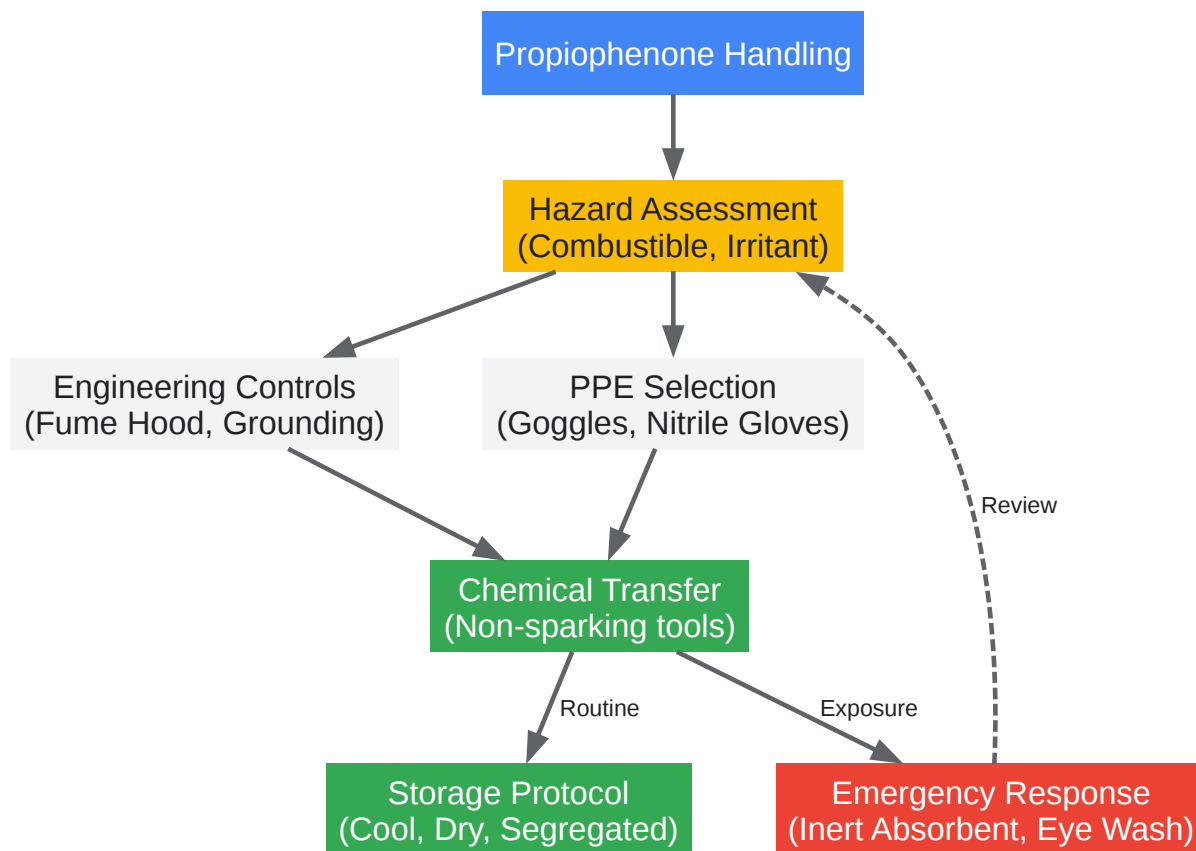 Propiophenone Handling
Hazard Assessment
(Combustible, Irritant)
Engineering Controls
(Fume Hood, Grounding)
PPE Selection
(Goggles, Nitrile Gloves)
Review
Chemical Transfer
(Non-sparking tools)
Routine
Exposure
Storage Protocol
(Cool, Dry, Segregated)
Emergency Response
(Inert Absorbent, Eye Wash)